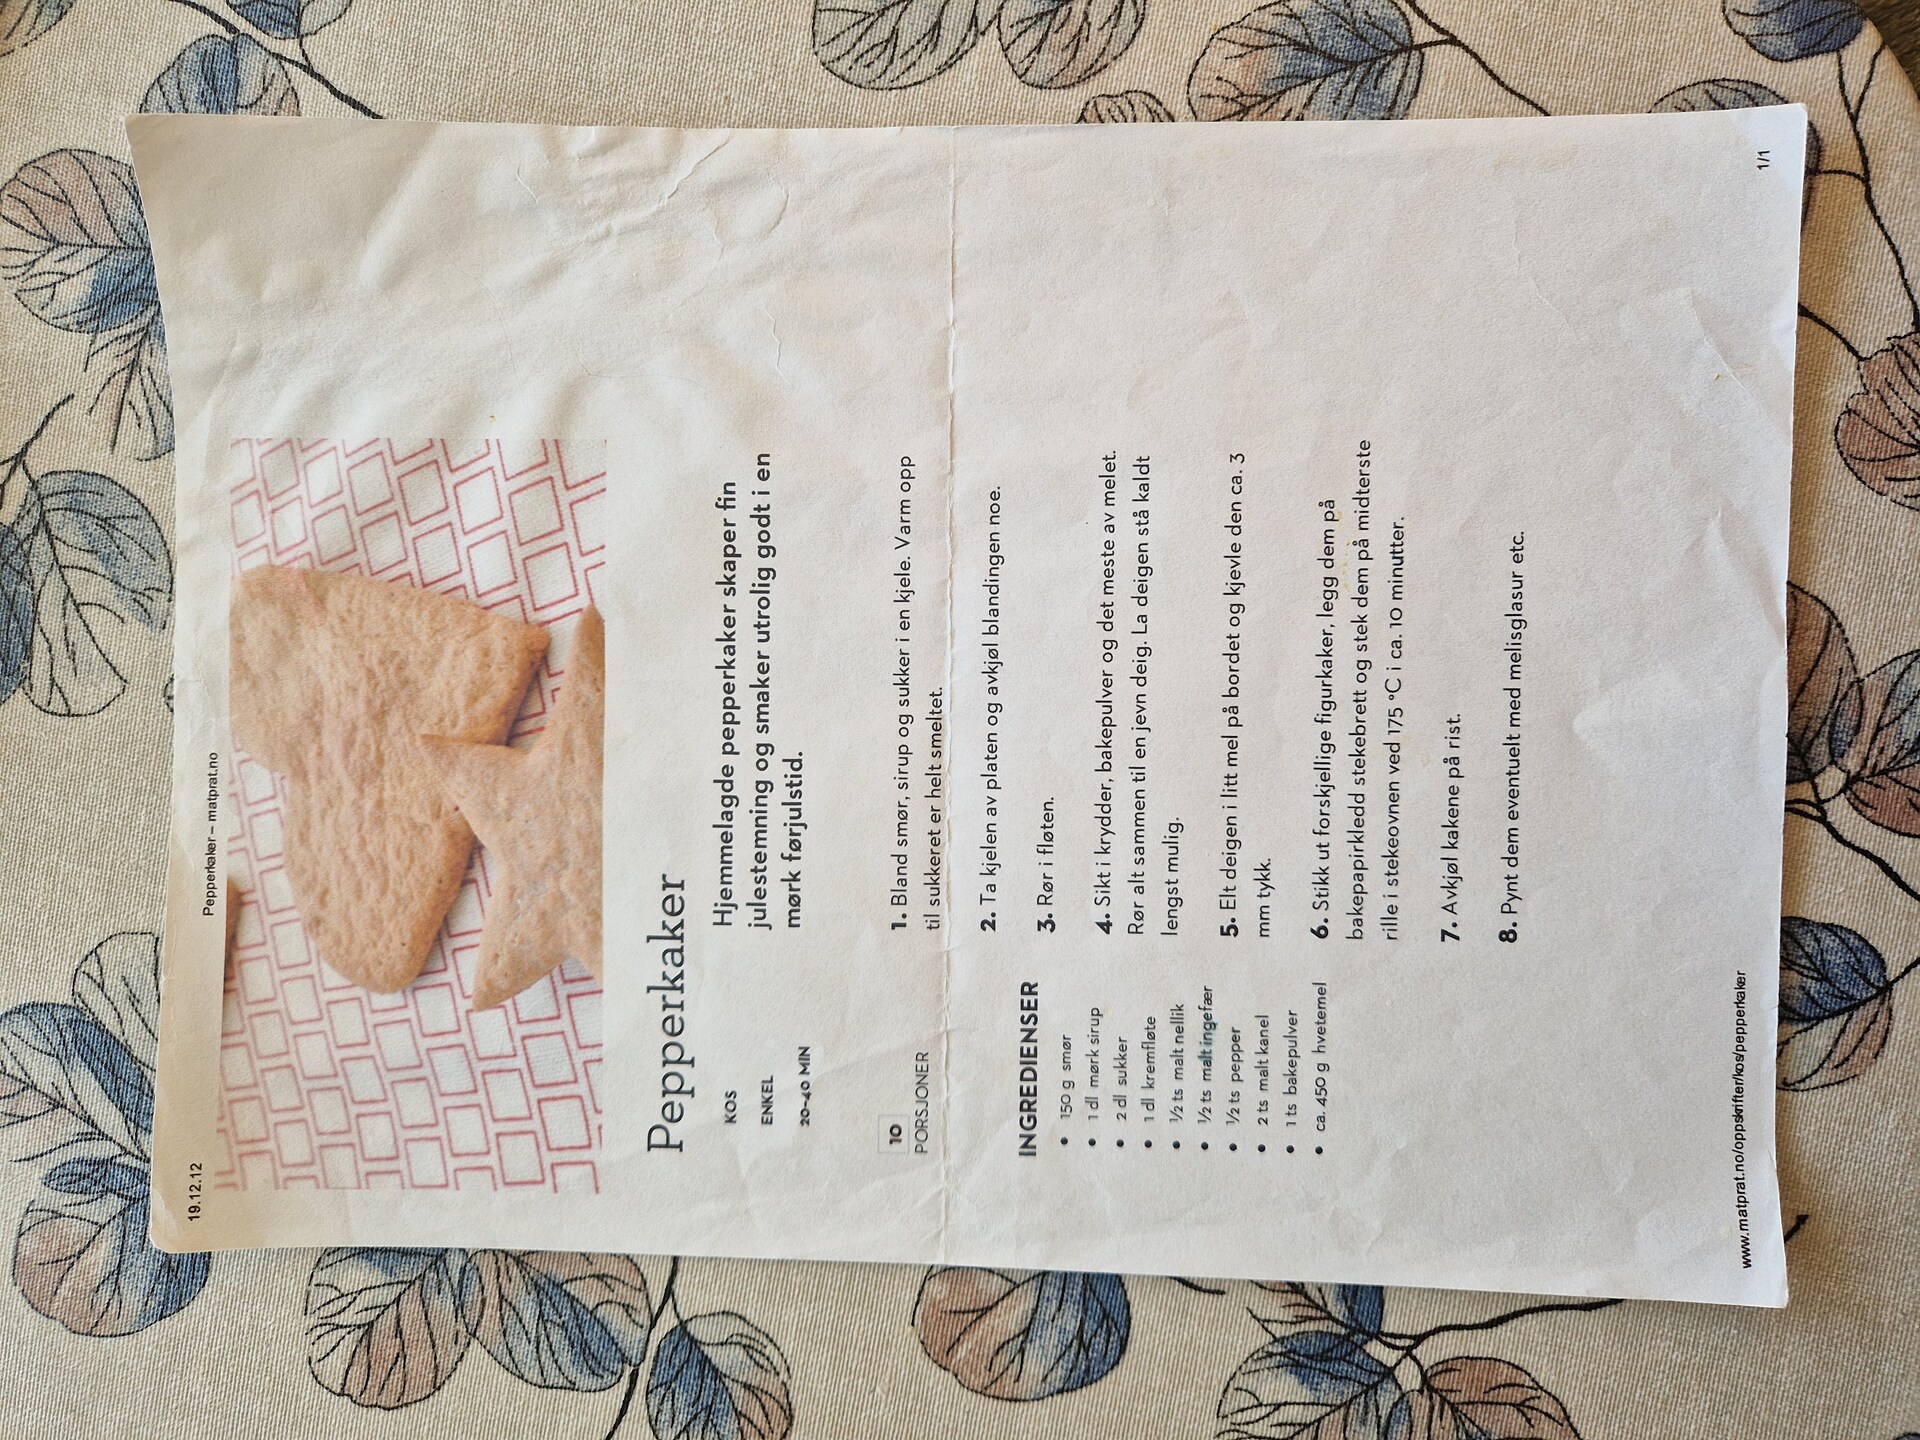 19.12.12
Pepperkaker – matprat.no
Pepperkaker
KOS
ENKEL
20–40 MIN
Hjemmelagde pepperkaker skaper fin
julestemning og smaker utrolig godt i en
mørk førjulstid.
10
PORSJONER
INGREDIENSER
• 150 g smør
• 1 dl mørk sirup
• 2 dl sukker
• 1 dl kremfløte
• ½ ts malt nellik
• ½ ts malt ingefær
• ½ ts pepper
• 2 ts malt kanel
• 1 ts bakepulver
• ca. 450 g hvetemel
1. Bland smør, sirup og sukker i en kjele. Varm opp
til sukkeret er helt smeltet.
2. Ta kjelen av platen og avkjøl blandingen noe.
3. Rør i fløten.
4. Sikt i krydder, bakepulver og det meste av melet.
Rør alt sammen til en jevn deig. La deigen stå kaldt
lengst mulig.
5. Elt deigen i litt mel på bordet og kjevle den ca. 3
mm tykk.
6. Stikk ut forskjellige figurkaker, legg dem på
bakepapirkledd stekebrett og stek dem på midterste
rille i stekeovnen ved 175 °C i ca. 10 minutter.
7. Avkjøl kakene på rist.
8. Pynt dem eventuelt med melisglasur etc.
www.matprat.no/oppskrifter/kos/pepperkaker
1/1